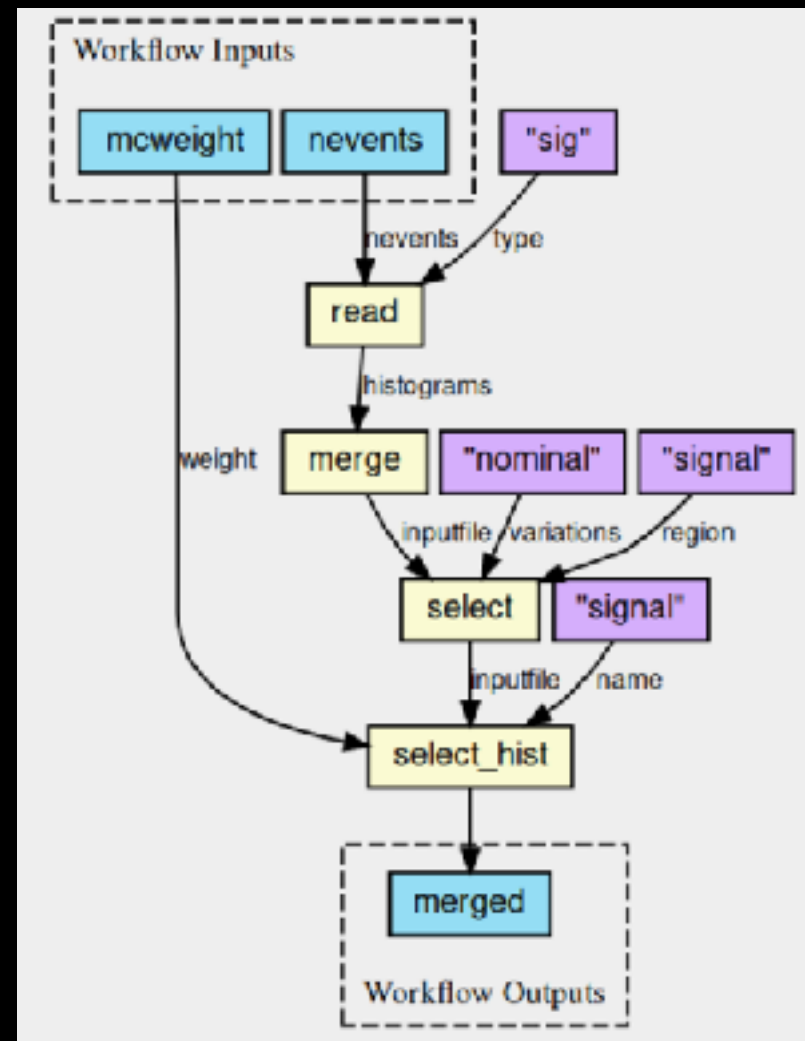 Workflow Inputs
mcweight
nevents
"sig"
nevents
type
read
histograms
weight
merge
"nominal"
"signal"
inputfile
variations
region
select
"signal"
inputfile
name
select_hist
merged
Workflow Outputs